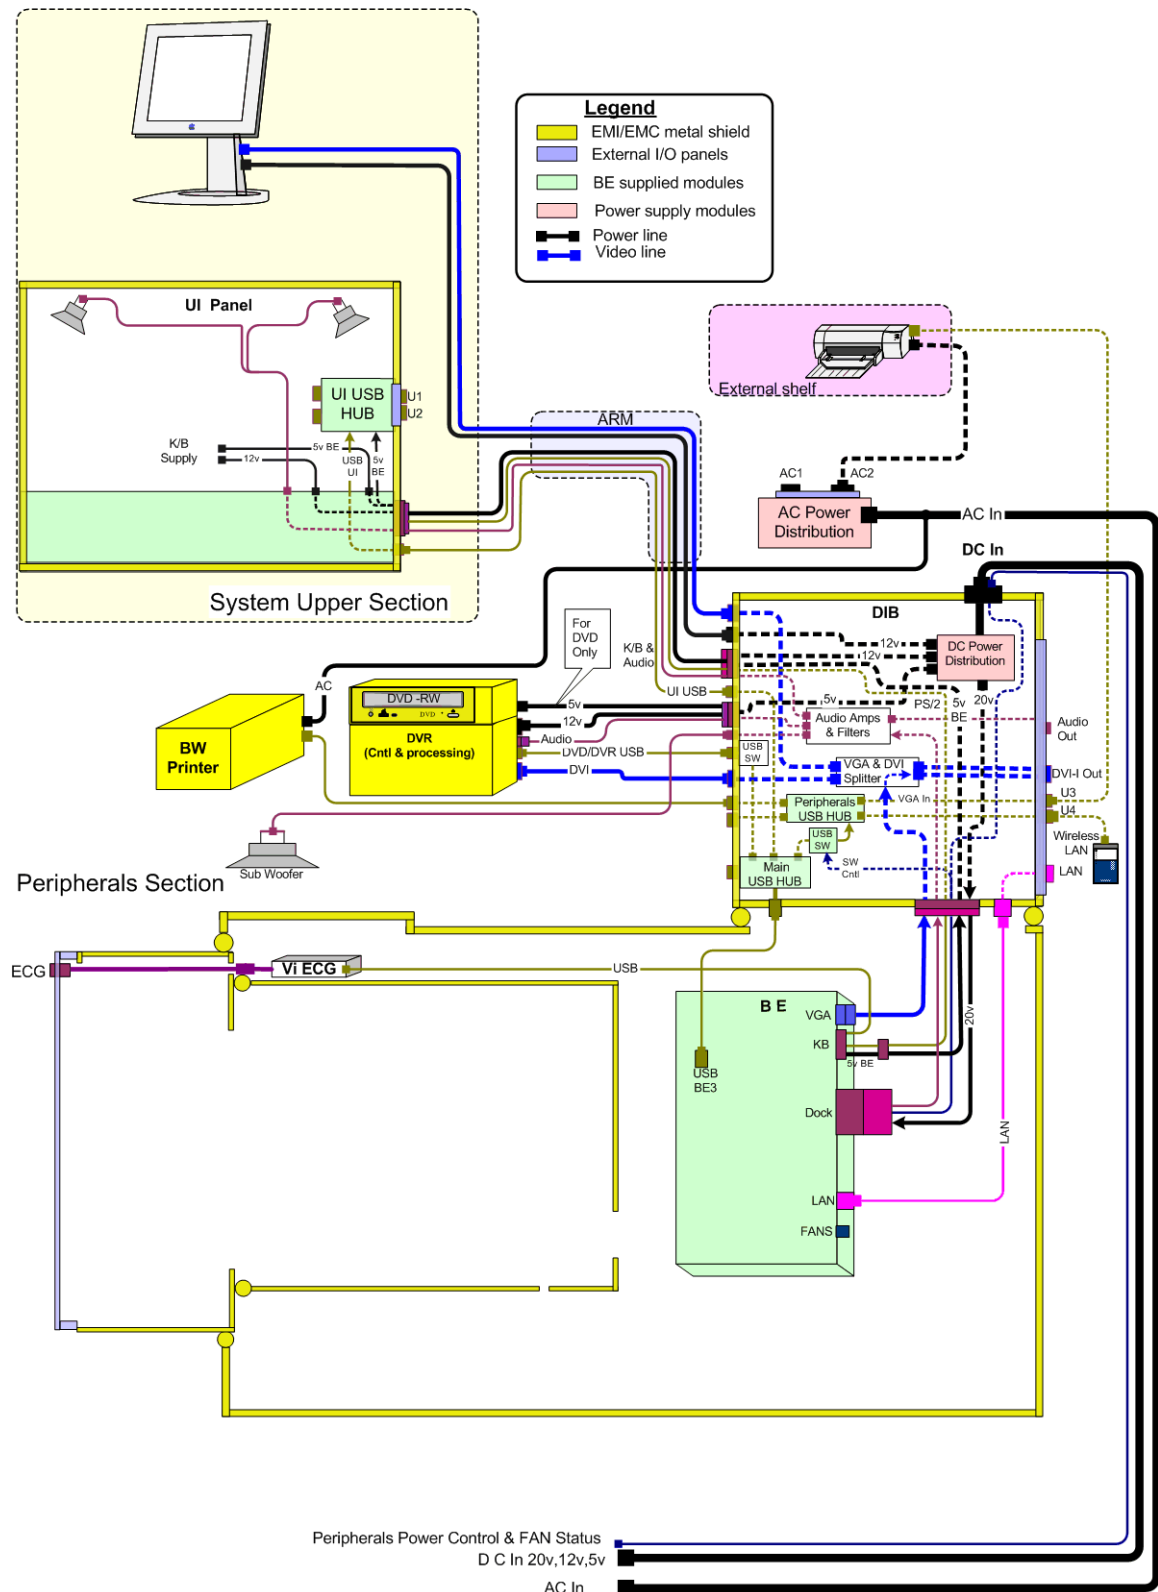 Legend
EMI/EMC metal shield
External I/O panels
BE supplied modules
Power supply modules
Power line
Video line
UI Panel
UI USB
HUB
U1
U2
K/B
Supply
5v BE
12v
USB
UI
5v
BE
System Upper Section
ARM
External shelf
AC1
AC2
AC Power
Distribution
AC In
DC In
DIB
For
DVD
Only
K/B &
Audio
12v
12v
DC Power
Distribution
AC
DVD -RW
DVD
DVR
(Cntl & processing)
5v
12v
Audio
DVD/DVR USB
DVI
UI USB
5v
PS/2
5v
BE
20v
BW
Printer
Audio Amps
& Filters
Audio
Out
USB
SW
VGA & DVI
Splitter
DVI-I Out
VGA In
U3
U4
Peripherals
USB HUB
USB
SW
SW
Cntl
Main
USB HUB
Wireless
LAN
LAN
Sub Woofer
Peripherals Section
ECG
Vi ECG
USB
B E
VGA
KB
5v BE
20v
USB
BE3
Dock
LAN
LAN
FANS
Peripherals Power Control & FAN Status
D C In 20v,12v,5v
AC In